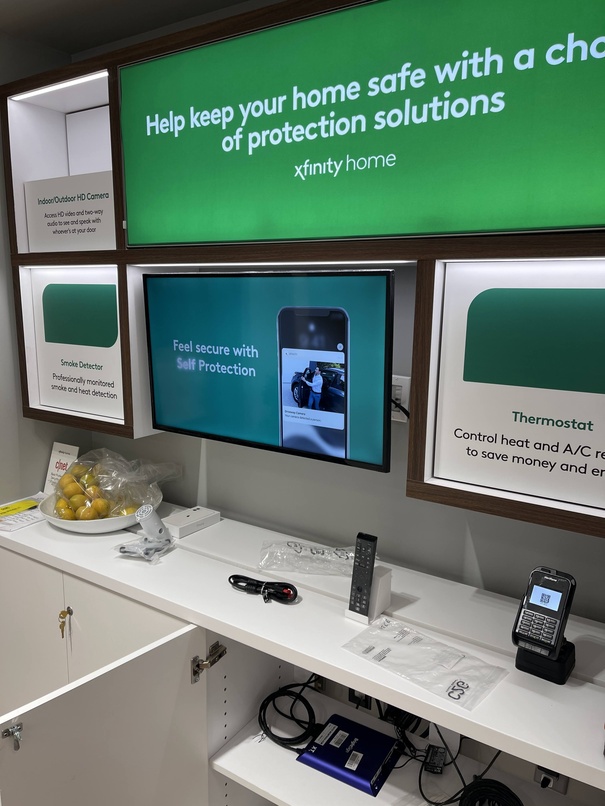 Help keep your home safe with a cho
of protection solutions
xfinity home
Indoor/Outdoor HD Camera
Access HD video and two-way
audio to see and speak with
whoever's at your door
Feel secure with
Self Protection
Smoke Detector
Professionally monitored
smoke and heat detection
Thermostat
Control heat and A/C re
to save money and en
c|net